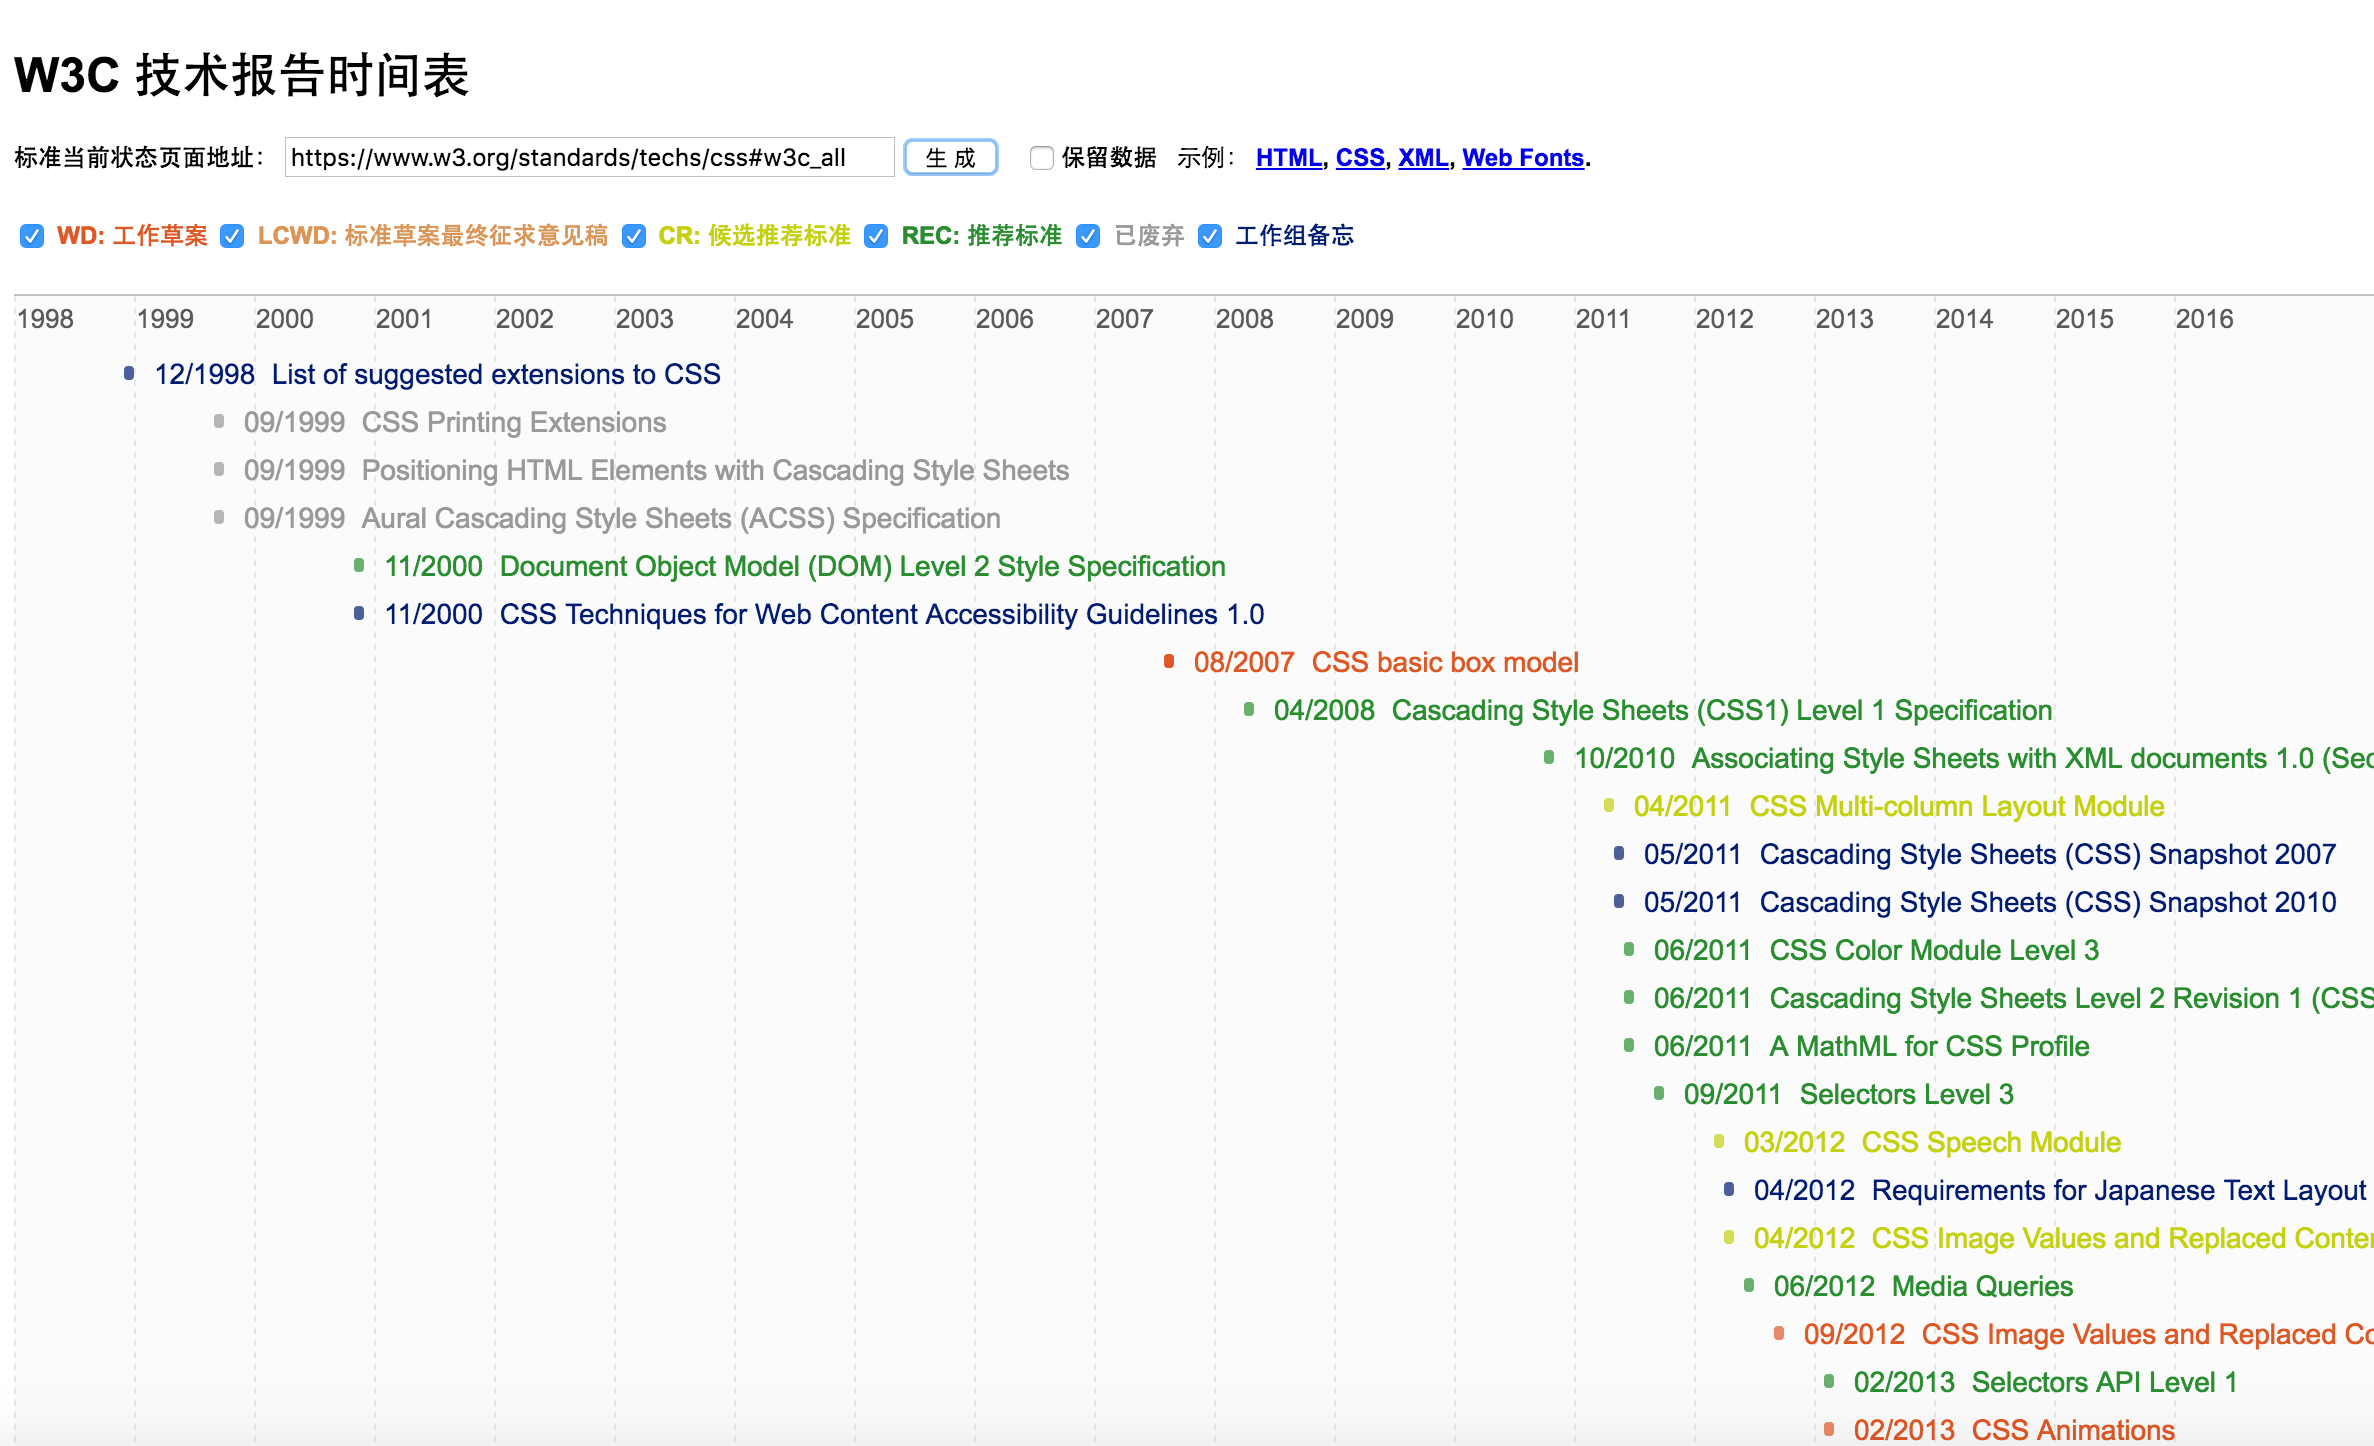 W3C 技术报告时间表
标准当前状态页面地址： https://www.w3.org/standards/techs/css#w3c_all 生 成 保留数据 示例： HTML, CSS, XML, Web Fonts.
WD: 工作草案 LCWD: 标准草案最终征求意见稿 CR: 候选推荐标准 REC: 推荐标准 已废弃 工作组备忘
1998 1999 2000 2001 2002 2003 2004 2005 2006 2007 2008 2009 2010 2011 2012 2013 2014 2015 2016
12/1998 List of suggested extensions to CSS
09/1999 CSS Printing Extensions
09/1999 Positioning HTML Elements with Cascading Style Sheets
09/1999 Aural Cascading Style Sheets (ACSS) Specification
11/2000 Document Object Model (DOM) Level 2 Style Specification
11/2000 CSS Techniques for Web Content Accessibility Guidelines 1.0
08/2007 CSS basic box model
04/2008 Cascading Style Sheets (CSS1) Level 1 Specification
10/2010 Associating Style Sheets with XML documents 1.0 (Sec
04/2011 CSS Multi-column Layout Module
05/2011 Cascading Style Sheets (CSS) Snapshot 2007
05/2011 Cascading Style Sheets (CSS) Snapshot 2010
06/2011 CSS Color Module Level 3
06/2011 Cascading Style Sheets Level 2 Revision 1 (CSS
06/2011 A MathML for CSS Profile
09/2011 Selectors Level 3
03/2012 CSS Speech Module
04/2012 Requirements for Japanese Text Layout
04/2012 CSS Image Values and Replaced Conte
06/2012 Media Queries
09/2012 CSS Image Values and Replaced Co
02/2013 Selectors API Level 1
02/2013 CSS Animations